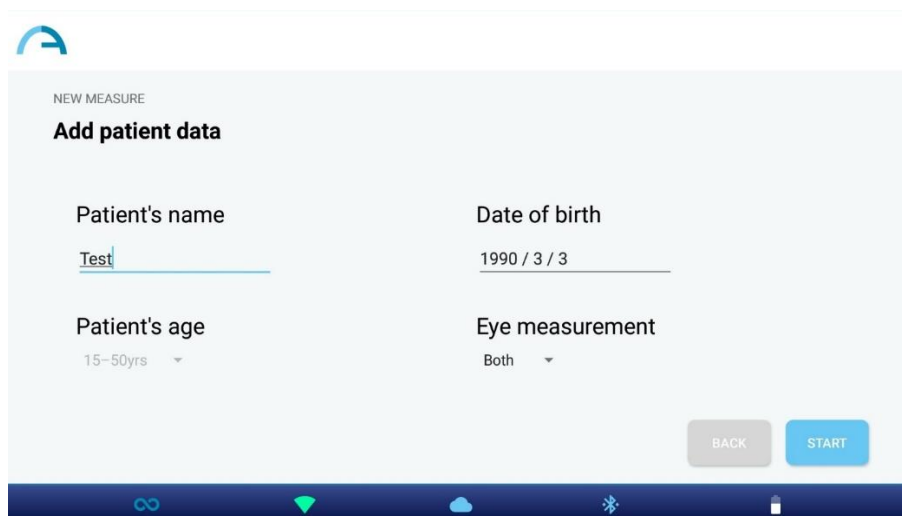 NEW MEASURE
Add patient data
Patient's name
Date of birth
Test
1990 / 3 / 3
Patient's age
Eye measurement
15–50yrs
Both
BACK
START